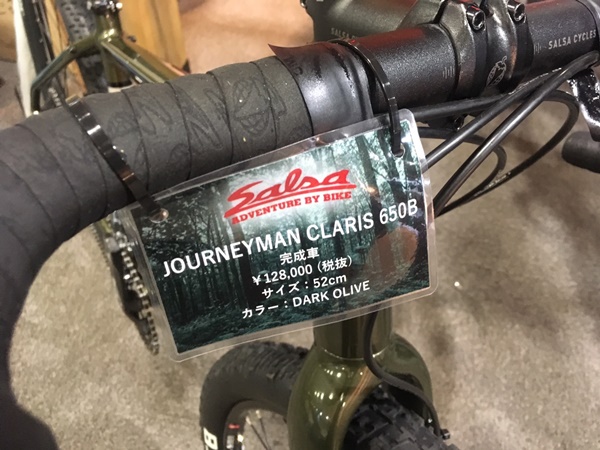 SALSA CYCLES
Salsa
ADVENTURE BY BIKE
JOURNEYMAN CLARIS 650B
完成車
¥128,000 (税抜)
サイズ:52cm
カラー:DARK OLIVE